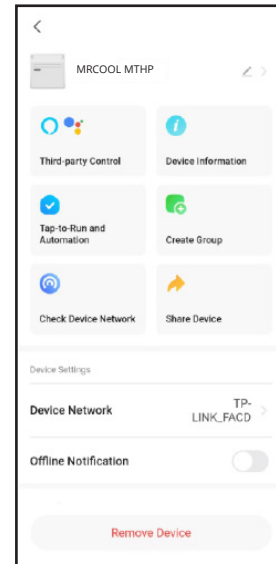 MRCOOL MTHP
Third-party Control
Device Information
Tap-to-Run and
Automation
Create Group
Check Device Network
Share Device
Device Settings
Device Network
TP-
LINK_FACD
Offline Notification
Remove Device